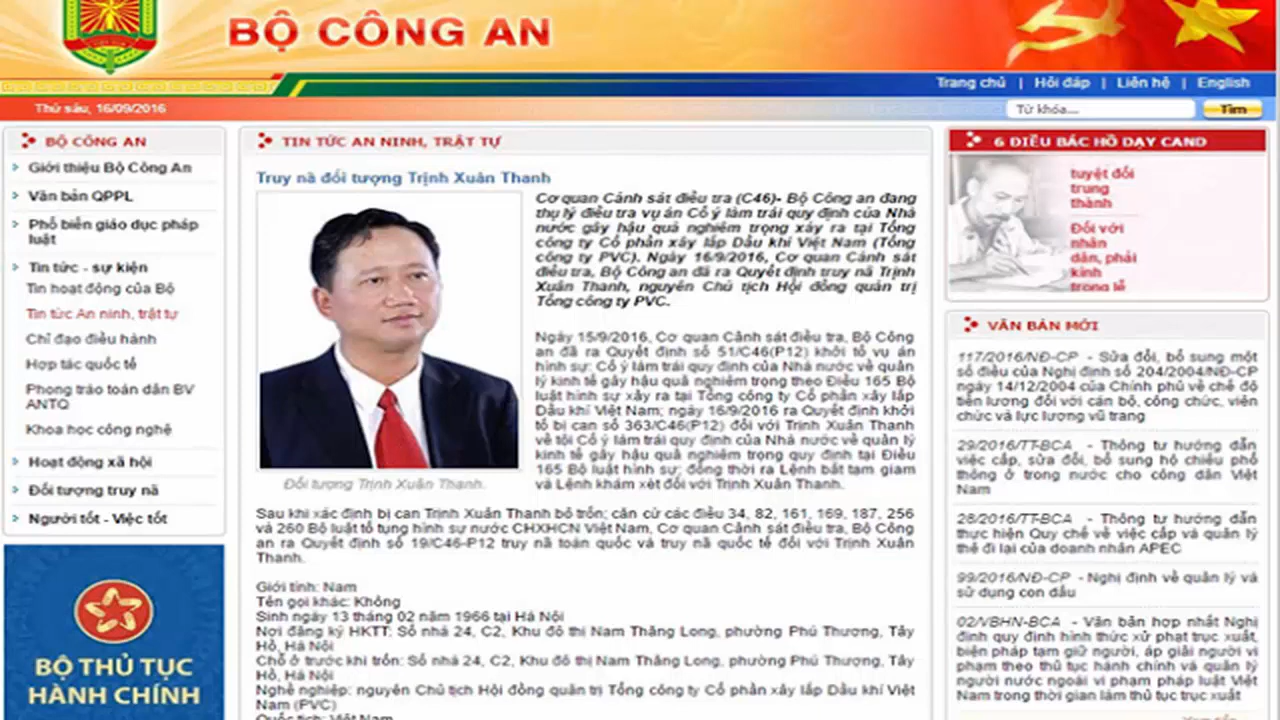 BỘ CÔNG AN
Trang chủ | Hỏi đáp | Liên hệ | English
Thứ sáu, 16/09/2016
Từ khóa....
Tìm
BỘ CÔNG AN
Giới thiệu Bộ Công An
Văn bản QPPL
Phổ biến giáo dục pháp
luật
Tin tức - sự kiện
Tin hoạt động của Bộ
Tin tức An ninh, trật tự
Chỉ đạo điều hành
Hợp tác quốc tế
Phong trào toàn dân BV
ANTQ
Khoa học công nghệ
Hoạt động xã hội
Đối tượng truy nã
Người tốt - Việc tốt
BỘ THỦ TỤC
HÀNH CHÍNH
TIN TỨC AN NINH, TRẬT TỰ
Truy nã đối tượng Trịnh Xuân Thanh
Cơ quan Cảnh sát điều tra (C46)- Bộ Công an đang
thụ lý điều tra vụ án Cố ý làm trái quy định của Nhà
nước gây hậu quả nghiêm trọng xảy ra tại Tổng
công ty Cổ phần xây lắp Dầu khí Việt Nam (Tổng
công ty PVC). Ngày 16/9/2016, Cơ quan Cảnh sát
điều tra, Bộ Công an đã ra Quyết định truy nã Trịnh
Xuân Thanh, nguyên Chủ tịch Hội đồng quản trị
Tổng công ty PVC.
Ngày 15/9/2016, Cơ quan Cảnh sát điều tra, Bộ Công
an đã ra Quyết định số 51/C46(P12) khởi tố vụ án
hình sự: Cố ý làm trái quy định của Nhà nước về quản
lý kinh tế gây hậu quả nghiêm trọng theo Điều 165 Bộ
luật hình sự xảy ra tại Tổng công ty Cổ phần xây lắp
Dầu khí Việt Nam; ngày 16/9/2016 ra Quyết định khởi
tố bị can số 363/C46(P12) đối với Trịnh Xuân Thanh
về tội Cố ý làm trái quy định của Nhà nước về quản lý
kinh tế gây hậu quả nghiêm trọng quy định tại Điều
165 Bộ luật hình sự; đồng thời ra Lệnh bắt tạm giam
và Lệnh khám xét đối với Trịnh Xuân Thanh.
Đối tượng Trịnh Xuân Thanh.
Sau khi xác định bị can Trịnh Xuân Thanh bỏ trốn; căn cứ các điều 34, 82, 161, 169, 187, 256
và 260 Bộ luật tố tụng hình sự nước CHXHCN Việt Nam, Cơ quan Cảnh sát điều tra, Bộ Công
an ra Quyết định số 19/C46-P12 truy nã toàn quốc và truy nã quốc tế đối với Trịnh Xuân
Thanh.
Giới tính: Nam
Tên gọi khác: Không
Sinh ngày 13 tháng 02 năm 1966 tại Hà Nội
Nơi đăng ký HKTT: Số nhà 24, C2, Khu đô thị Nam Thăng Long, phường Phú Thượng, Tây
Hồ, Hà Nội
Chỗ ở trước khi trốn: Số nhà 24, C2, Khu đô thị Nam Thăng Long, phường Phú Thượng, Tây
Hồ, Hà Nội
Nghề nghiệp: nguyên Chủ tịch Hội đồng quản trị Tổng công ty Cổ phần xây lắp Dầu khí Việt
Nam (PVC)
Quốc tịch: Việt Nam
6 ĐIỀU BÁC HỒ DẠY CAND
tuyệt đối
trung
thành
Đối với
nhân
dân, phải
kính
trọng lễ
VĂN BẢN MỚI
117/2016/NĐ-CP - Sửa đổi, bổ sung một
số điều của Nghị định số 204/2004/NĐ-CP
ngày 14/12/2004 của Chính phủ về chế độ
tiền lương đối với cán bộ, công chức, viên
chức và lực lượng vũ trang
29/2016/TT-BCA - Thông tư hướng dẫn
việc cấp, sửa đổi, bổ sung hộ chiếu phổ
thông ở trong nước cho công dân Việt
Nam
28/2016/TT-BCA - Thông tư hướng dẫn
thực hiện Quy chế về việc cấp và quản lý
thẻ đi lại của doanh nhân APEC
99/2016/NĐ-CP - Nghị định về quản lý và
sử dụng con dấu
02/VBHN-BCA - Văn bản hợp nhất Nghị
định quy định hình thức xử phạt trục xuất,
biện pháp tạm giữ người, áp giải người vi
phạm theo thủ tục hành chính và quản lý
người nước ngoài vi phạm pháp luật Việt
Nam trong thời gian làm thủ tục trục xuất